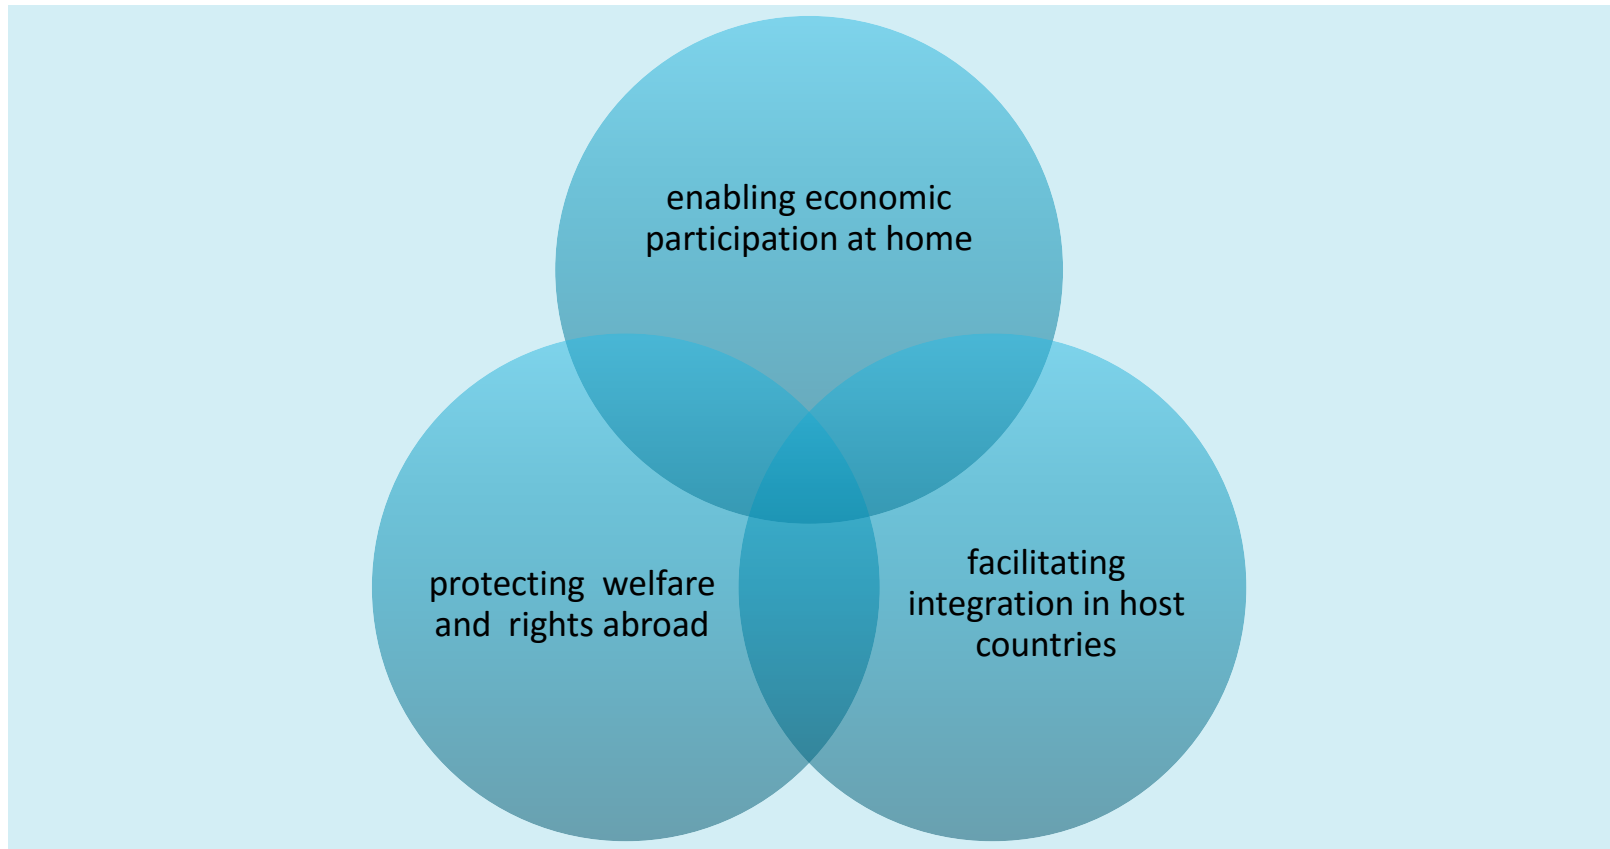 enabling economic
participation at home
protecting  welfare
and  rights abroad
facilitating
integration in host
countries